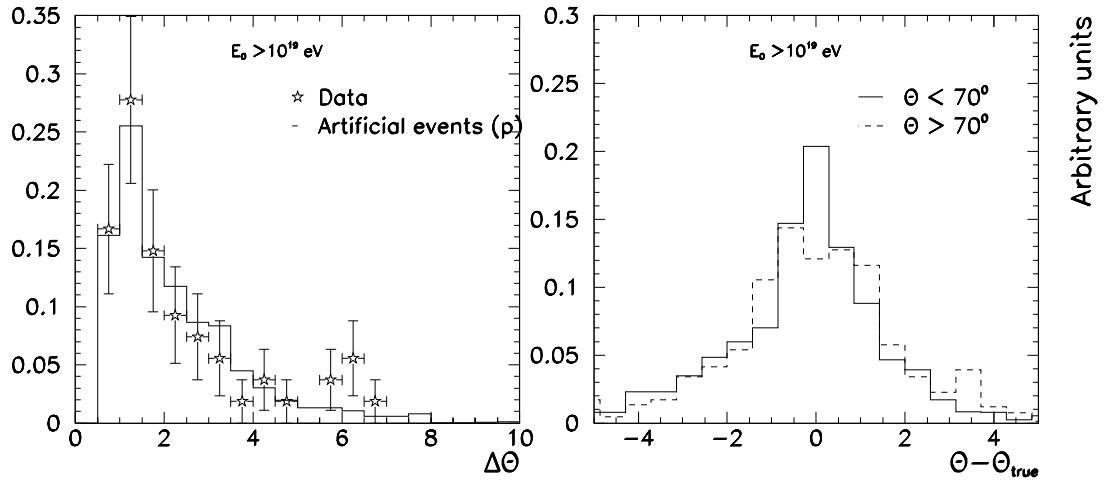 E₀ >10¹⁹ eV
☆ Data
– Artificial events (p)
0.35
0.3
0.25
0.2
0.15
0.1
0.05
0
0 2 4 6 8 10
ΔΘ
E₀ >10¹⁹ eV
Θ < 70⁰
Θ > 70⁰
0.3
0.25
0.2
0.15
0.1
0.05
0
−4 −2 0 2 4
Θ−Θtrue
Arbitrary units